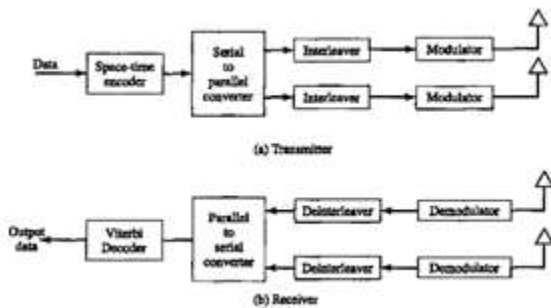 Data
Space-time
encoder
Serial
to
parallel
converter
Interleaver
Modulator
Interleaver
Modulator
(a) Transmitter
Output
data
Viterbi
Decoder
Parallel
to
serial
converter
Deinterleaver
Demodulator
Deinterleaver
Demodulator
(b) Receiver